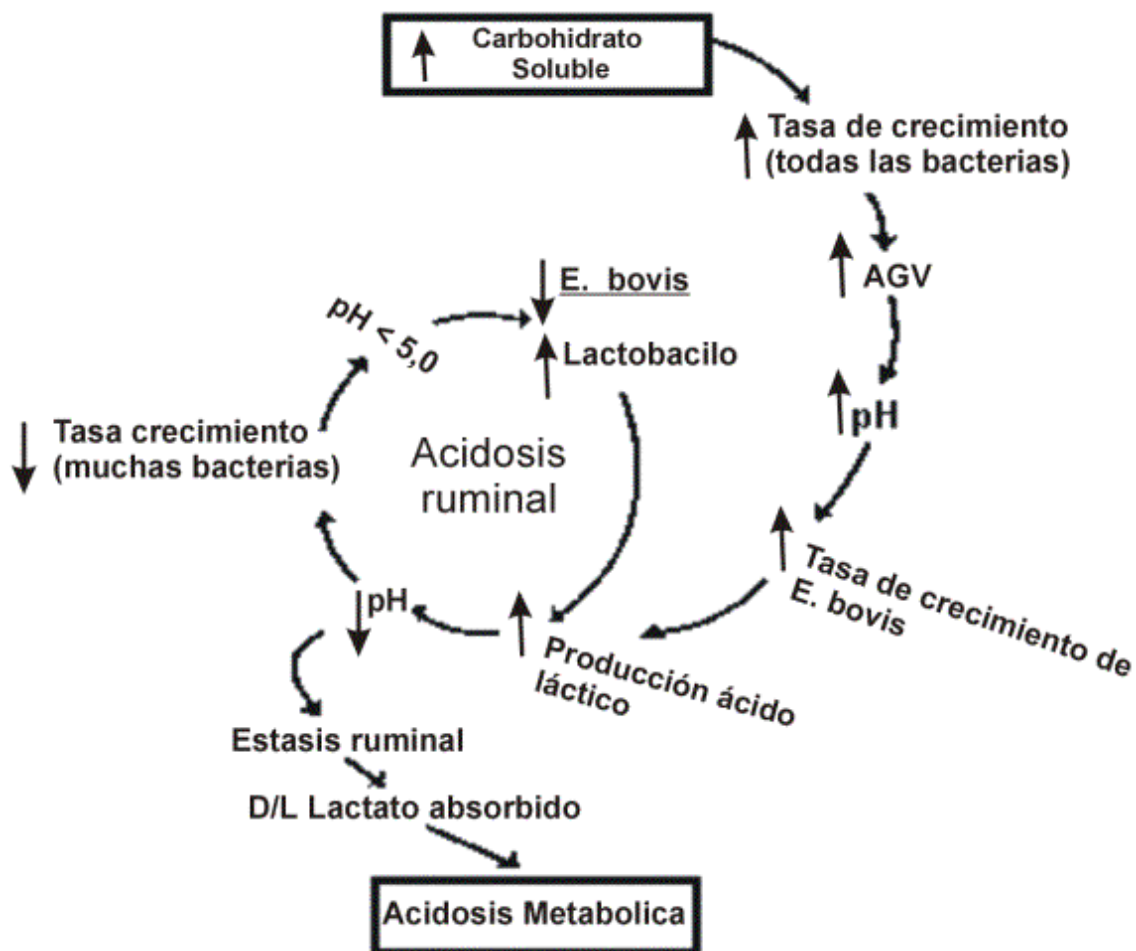 Carbohidrato
Soluble
Tasa de crecimiento
(todas las bacterias)
AGV
pH
Tasa de crecimiento de
E. bovis
Producción ácido
láctico
pH
Tasa crecimiento
(muchas bacterias)
pH < 5,0
E. bovis
Lactobacilo
Acidosis
ruminal
Estasis ruminal
D/L Lactato absorbido
Acidosis Metabolica